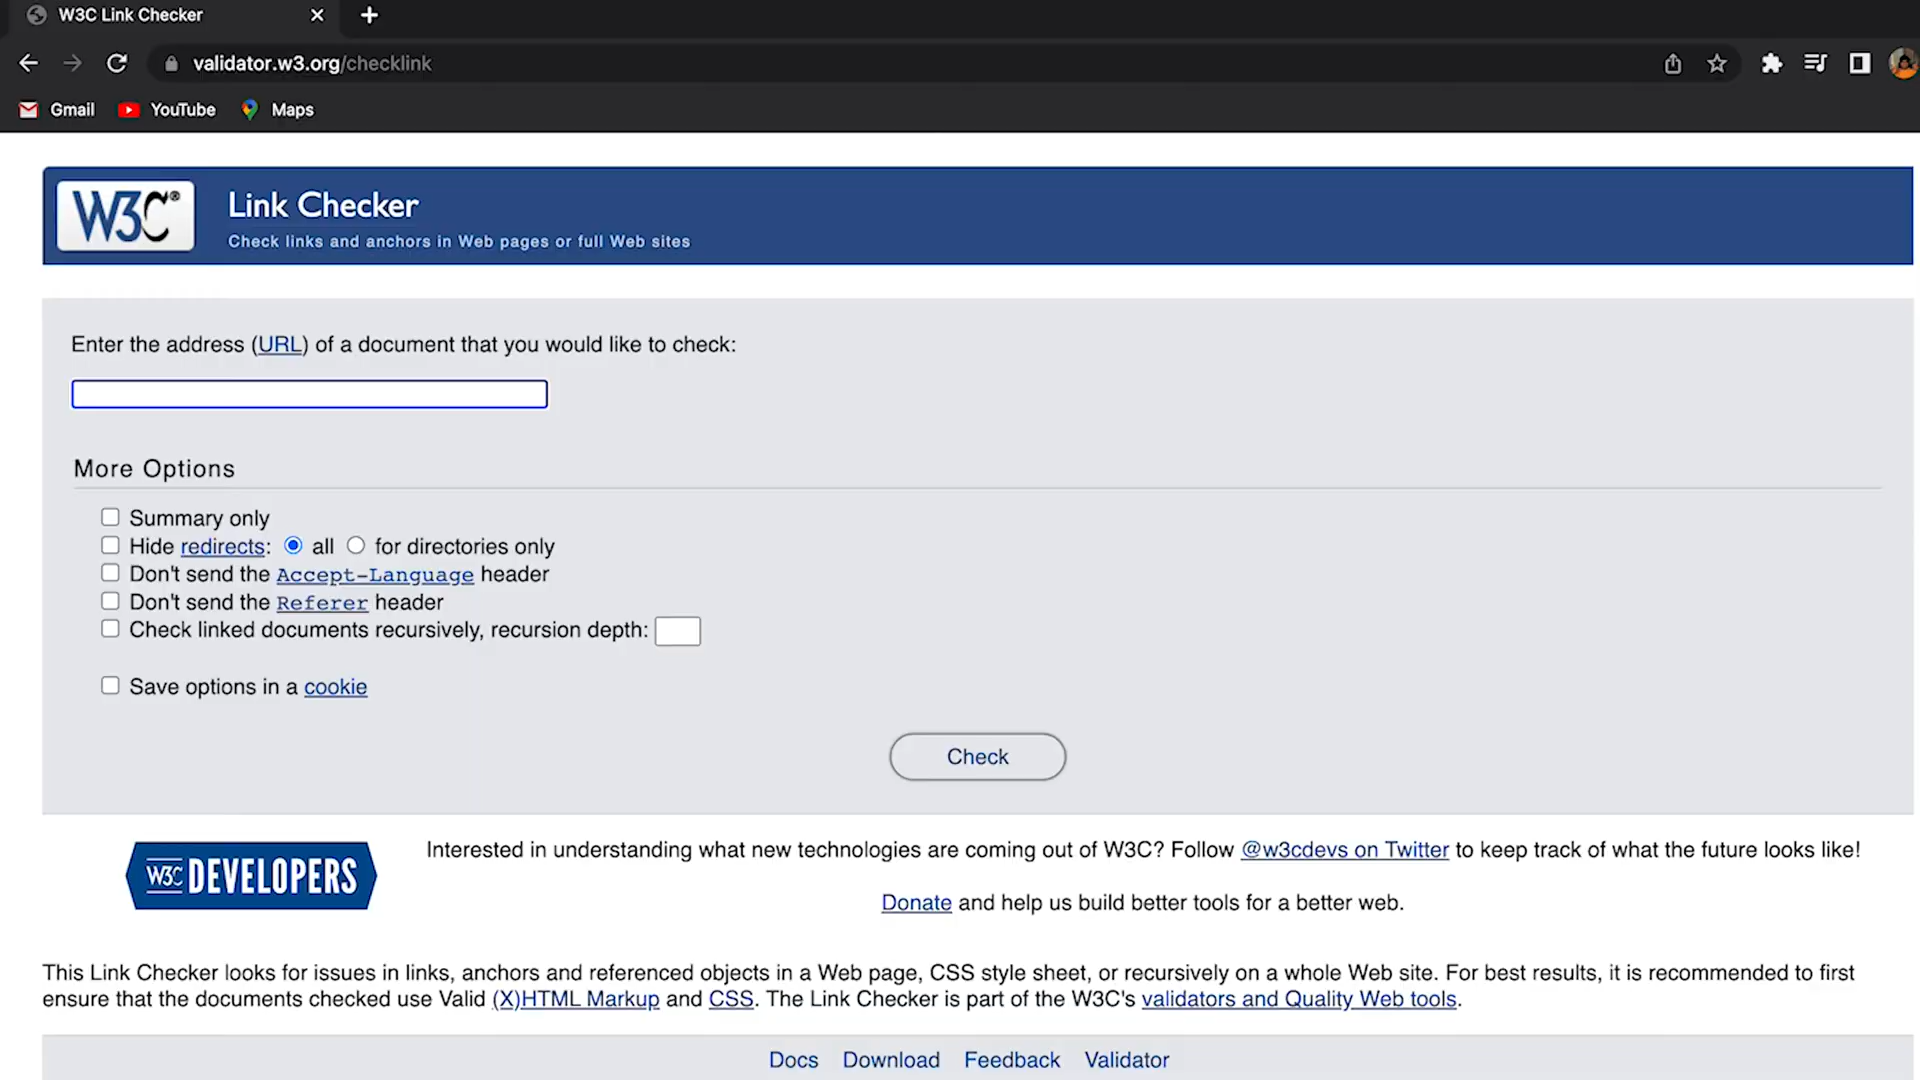 W3C Link Checker
validator.w3.org/checklink
Gmail YouTube Maps
W3C®
Link Checker
Check links and anchors in Web pages or full Web sites
Enter the address (URL) of a document that you would like to check:
More Options
Summary only
Hide redirects: all for directories only
Don't send the Accept-Language header
Don't send the Referer header
Check linked documents recursively, recursion depth:
Save options in a cookie
Check
W3C DEVELOPERS
Interested in understanding what new technologies are coming out of W3C? Follow @w3cdevs on Twitter to keep track of what the future looks like!
Donate and help us build better tools for a better web.
This Link Checker looks for issues in links, anchors and referenced objects in a Web page, CSS style sheet, or recursively on a whole Web site. For best results, it is recommended to first
ensure that the documents checked use Valid (X)HTML Markup and CSS. The Link Checker is part of the W3C's validators and Quality Web tools.
Docs Download Feedback Validator